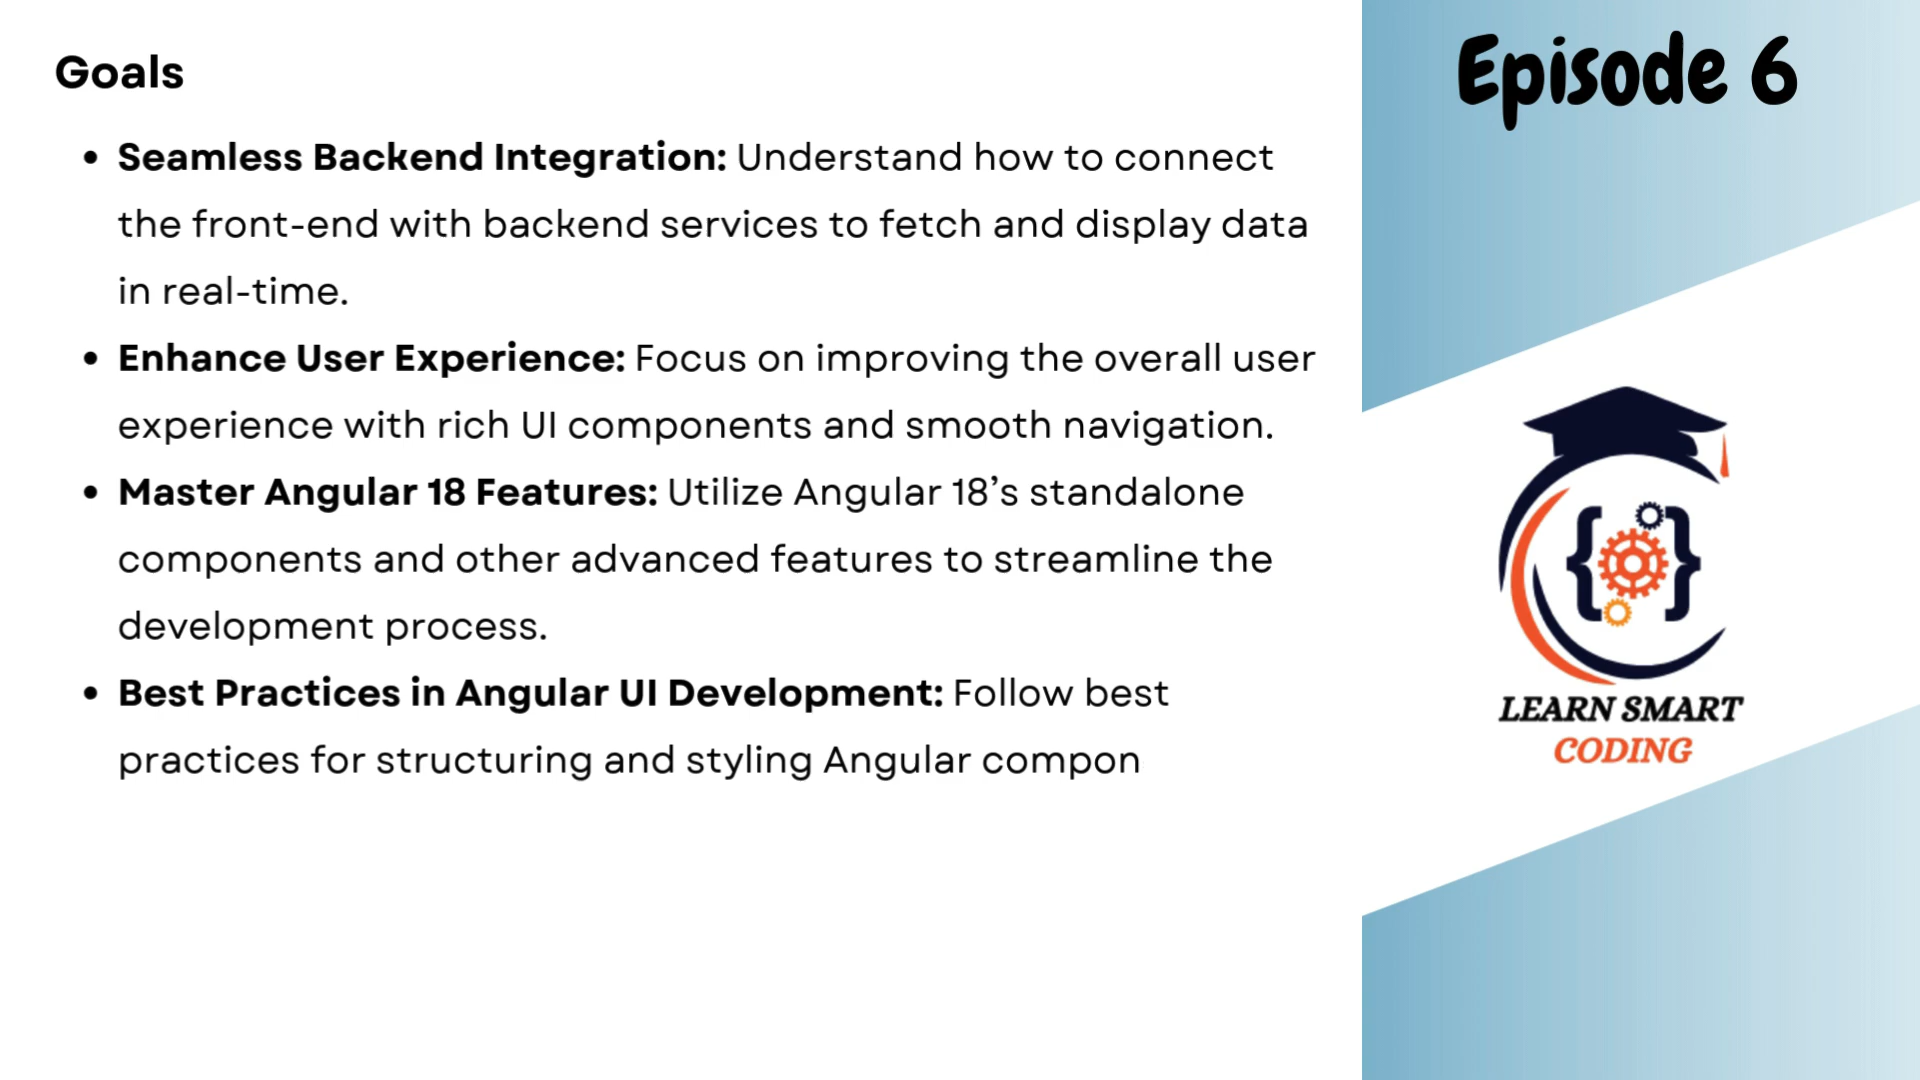 Goals
• Seamless Backend Integration: Understand how to connect
the front-end with backend services to fetch and display data
in real-time.
• Enhance User Experience: Focus on improving the overall user
experience with rich UI components and smooth navigation.
• Master Angular 18 Features: Utilize Angular 18’s standalone
components and other advanced features to streamline the
development process.
• Best Practices in Angular UI Development: Follow best
practices for structuring and styling Angular compon
Episode 6
{ }
LEARN SMART
CODING